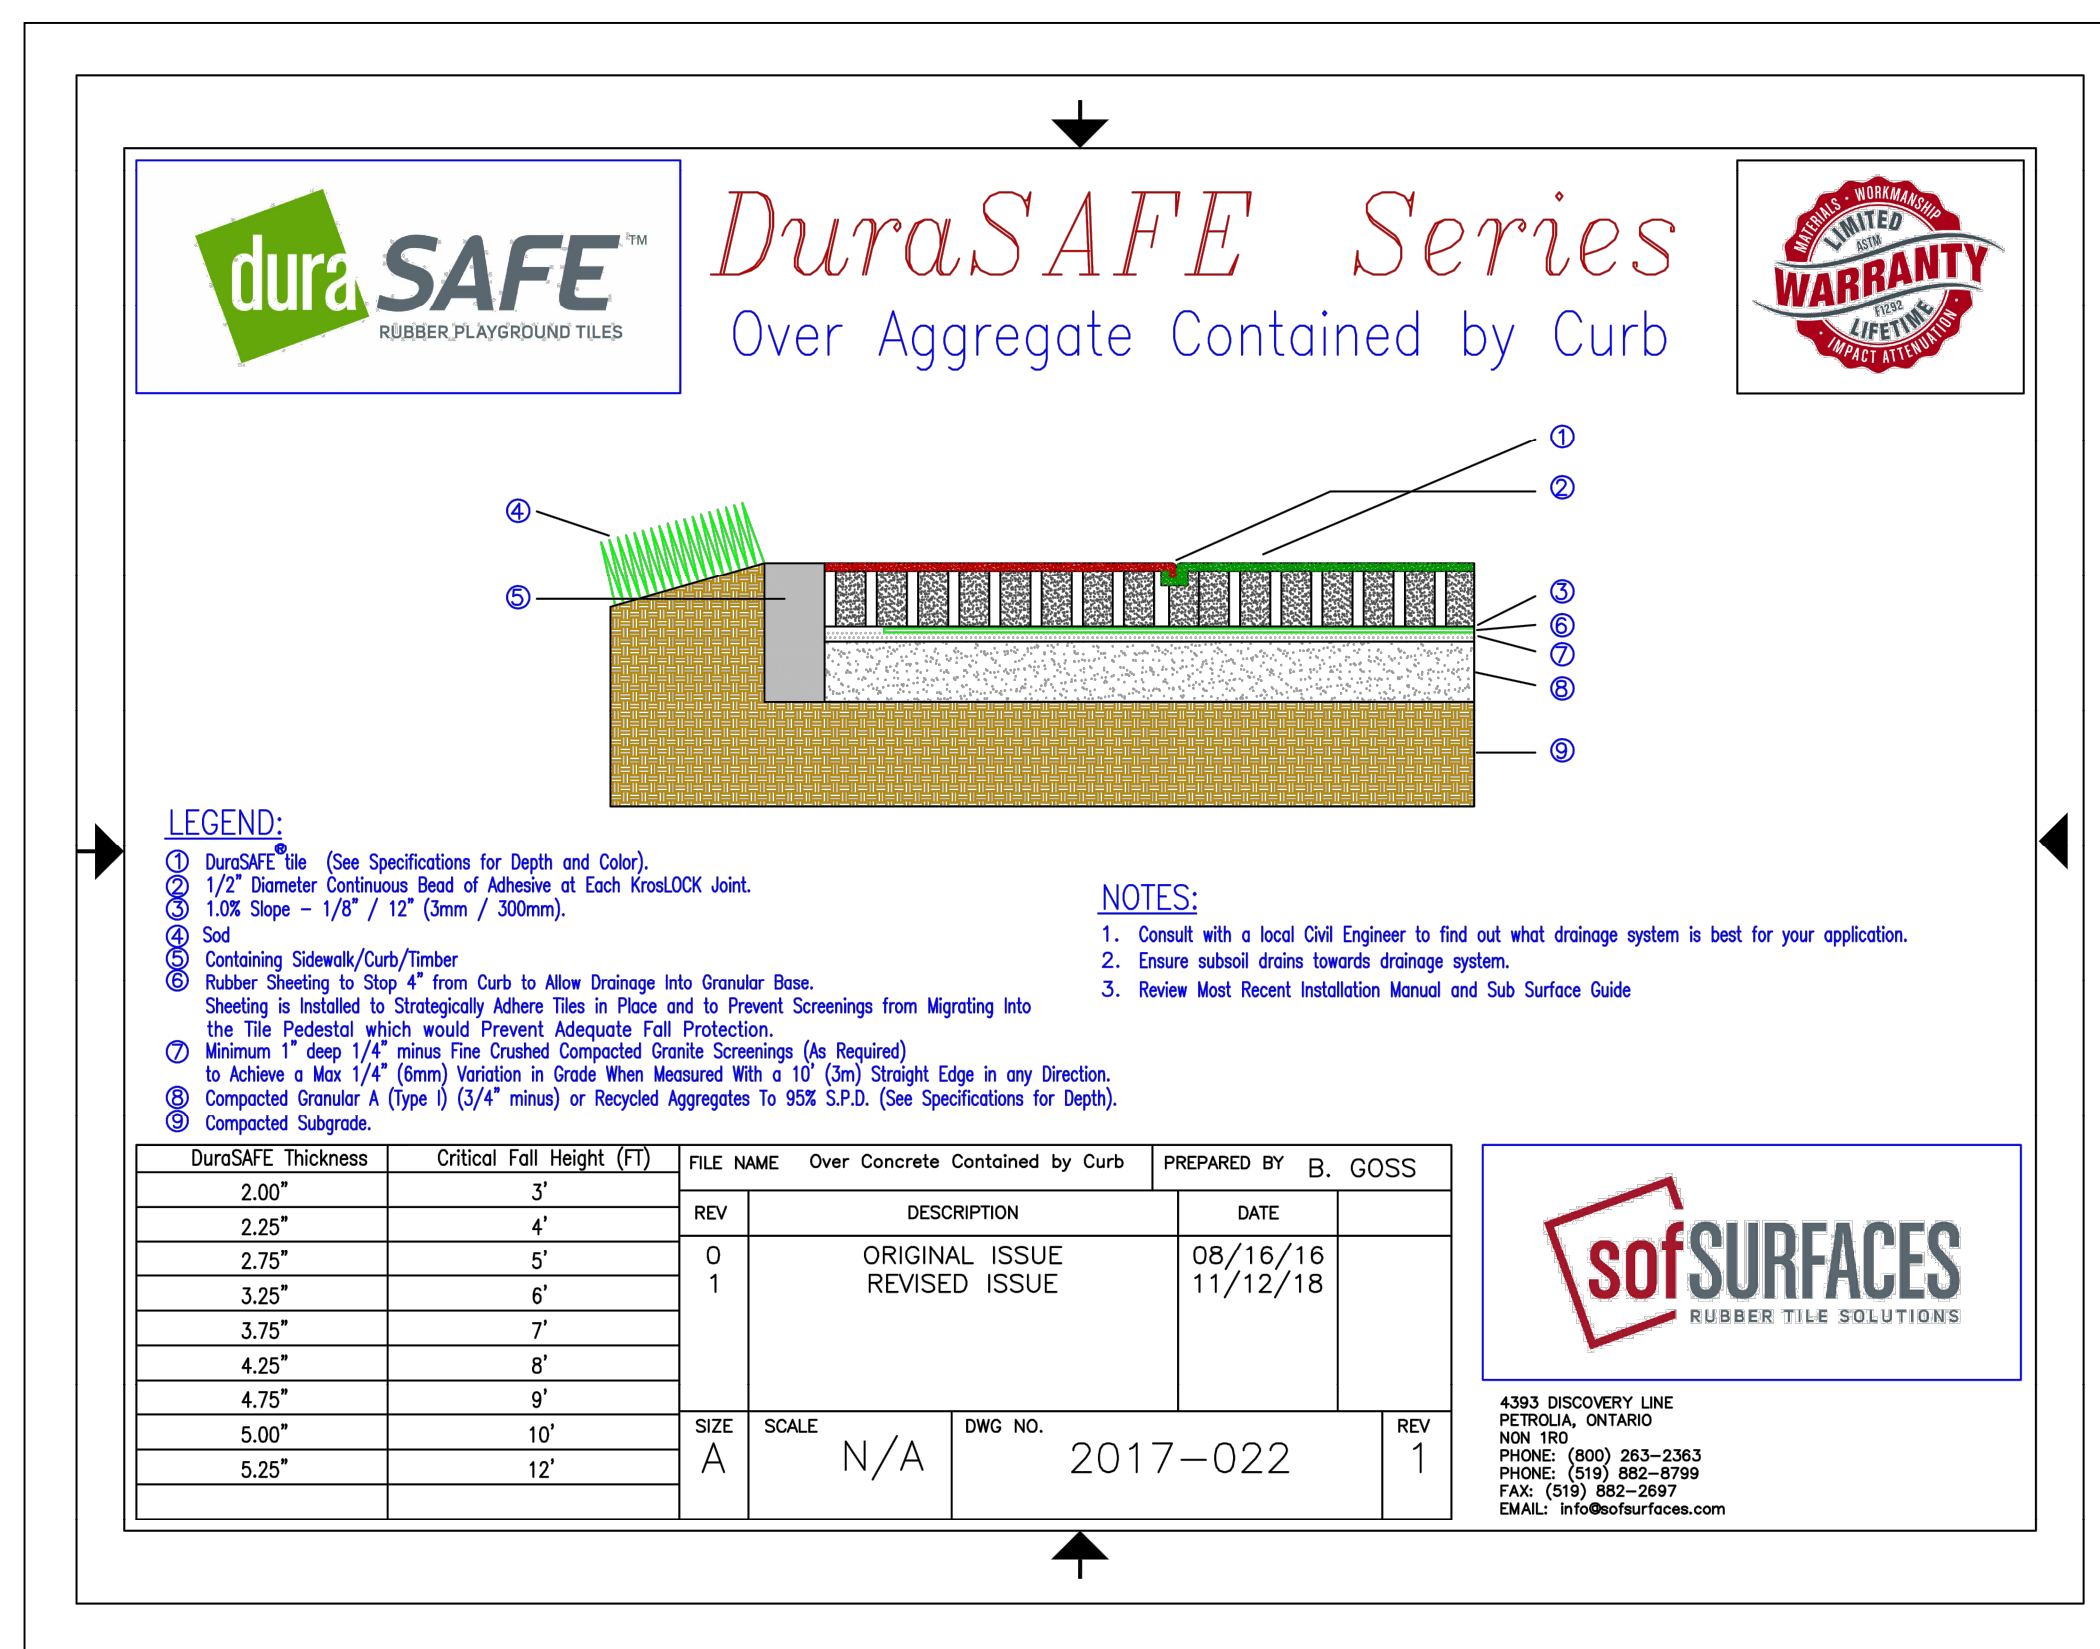 dura SAFE™
RUBBER PLAYGROUND TILES
DuraSAFE Series
Over Aggregate Contained by Curb
MATERIALS · WORKMANSHIP
LIMITED
ASTM
WARRANTY
F1292
LIFETIME
· IMPACT ATTENUATION ·
①
②
④
⑤
③
⑥
⑦
⑧
⑨
LEGEND:
① DuraSAFE® tile (See Specifications for Depth and Color).
② 1/2" Diameter Continuous Bead of Adhesive at Each KrosLOCK Joint.
③ 1.0% Slope – 1/8" / 12" (3mm / 300mm).
④ Sod
⑤ Containing Sidewalk/Curb/Timber
⑥ Rubber Sheeting to Stop 4" from Curb to Allow Drainage Into Granular Base.
Sheeting is Installed to Strategically Adhere Tiles in Place and to Prevent Screenings from Migrating Into
the Tile Pedestal which would Prevent Adequate Fall Protection.
⑦ Minimum 1" deep 1/4" minus Fine Crushed Compacted Granite Screenings (As Required)
to Achieve a Max 1/4" (6mm) Variation in Grade When Measured With a 10' (3m) Straight Edge in any Direction.
⑧ Compacted Granular A (Type I) (3/4" minus) or Recycled Aggregates To 95% S.P.D. (See Specifications for Depth).
⑨ Compacted Subgrade.
NOTES:
1. Consult with a local Civil Engineer to find out what drainage system is best for your application.
2. Ensure subsoil drains towards drainage system.
3. Review Most Recent Installation Manual and Sub Surface Guide
DuraSAFE Thickness Critical Fall Height (FT)
2.00" 3'
2.25" 4'
2.75" 5'
3.25" 6'
3.75" 7'
4.25" 8'
4.75" 9'
5.00" 10'
5.25" 12'
FILE NAME Over Concrete Contained by Curb PREPARED BY B. GOSS
REV DESCRIPTION DATE
0 ORIGINAL ISSUE 08/16/16
1 REVISED ISSUE 11/12/18
SIZE SCALE DWG NO. REV
A N/A 2017–022 1
sofSURFACES
RUBBER TILE SOLUTIONS
4393 DISCOVERY LINE
PETROLIA, ONTARIO
N0N 1R0
PHONE: (800) 263–2363
PHONE: (519) 882–8799
FAX: (519) 882–2697
EMAIL: info@sofsurfaces.com